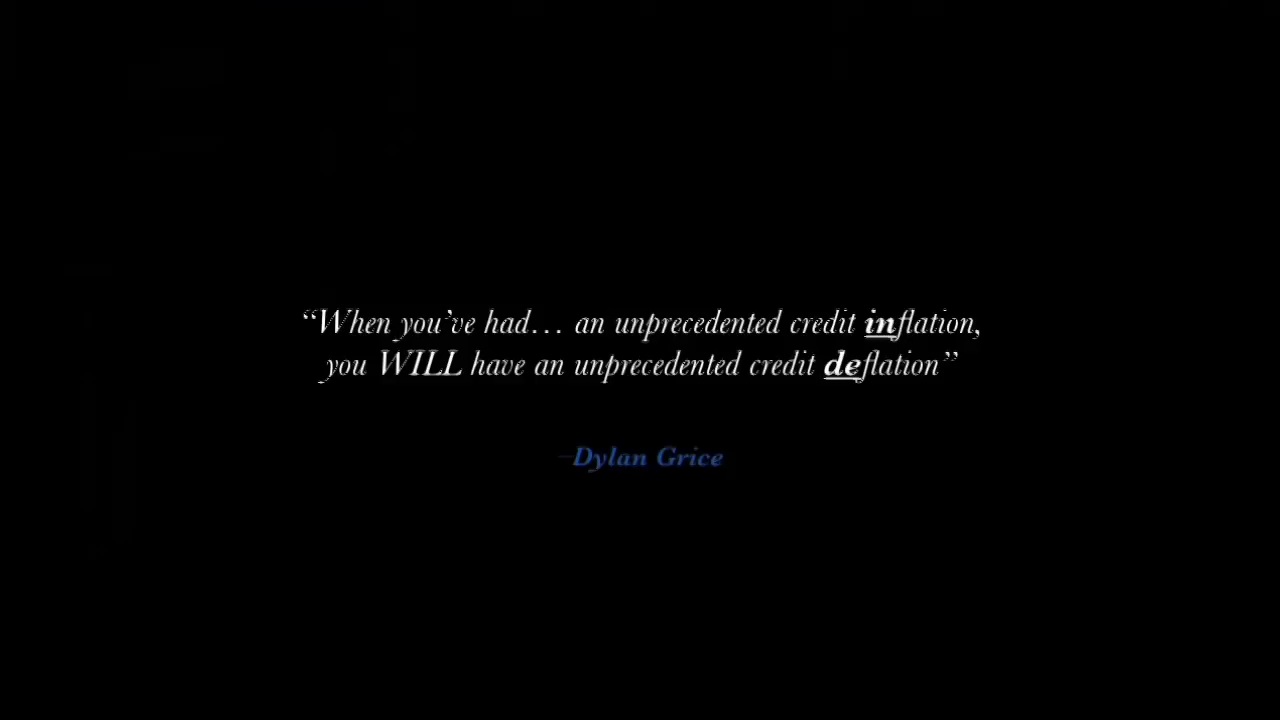 “When you’ve had… an unprecedented credit inflation,
you WILL have an unprecedented credit deflation”
–Dylan Grice